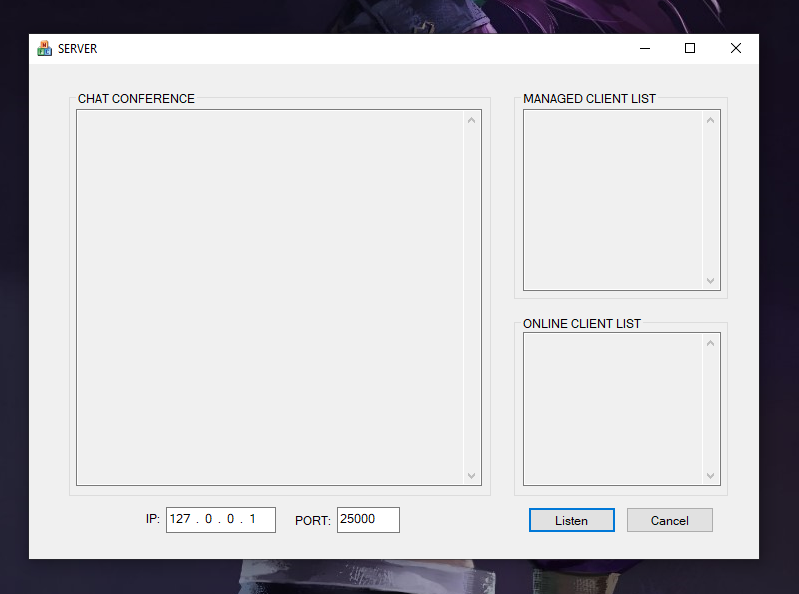 SERVER
CHAT CONFERENCE
MANAGED CLIENT LIST
ONLINE CLIENT LIST
IP: 127 . 0 . 0 . 1 PORT: 25000 Listen Cancel